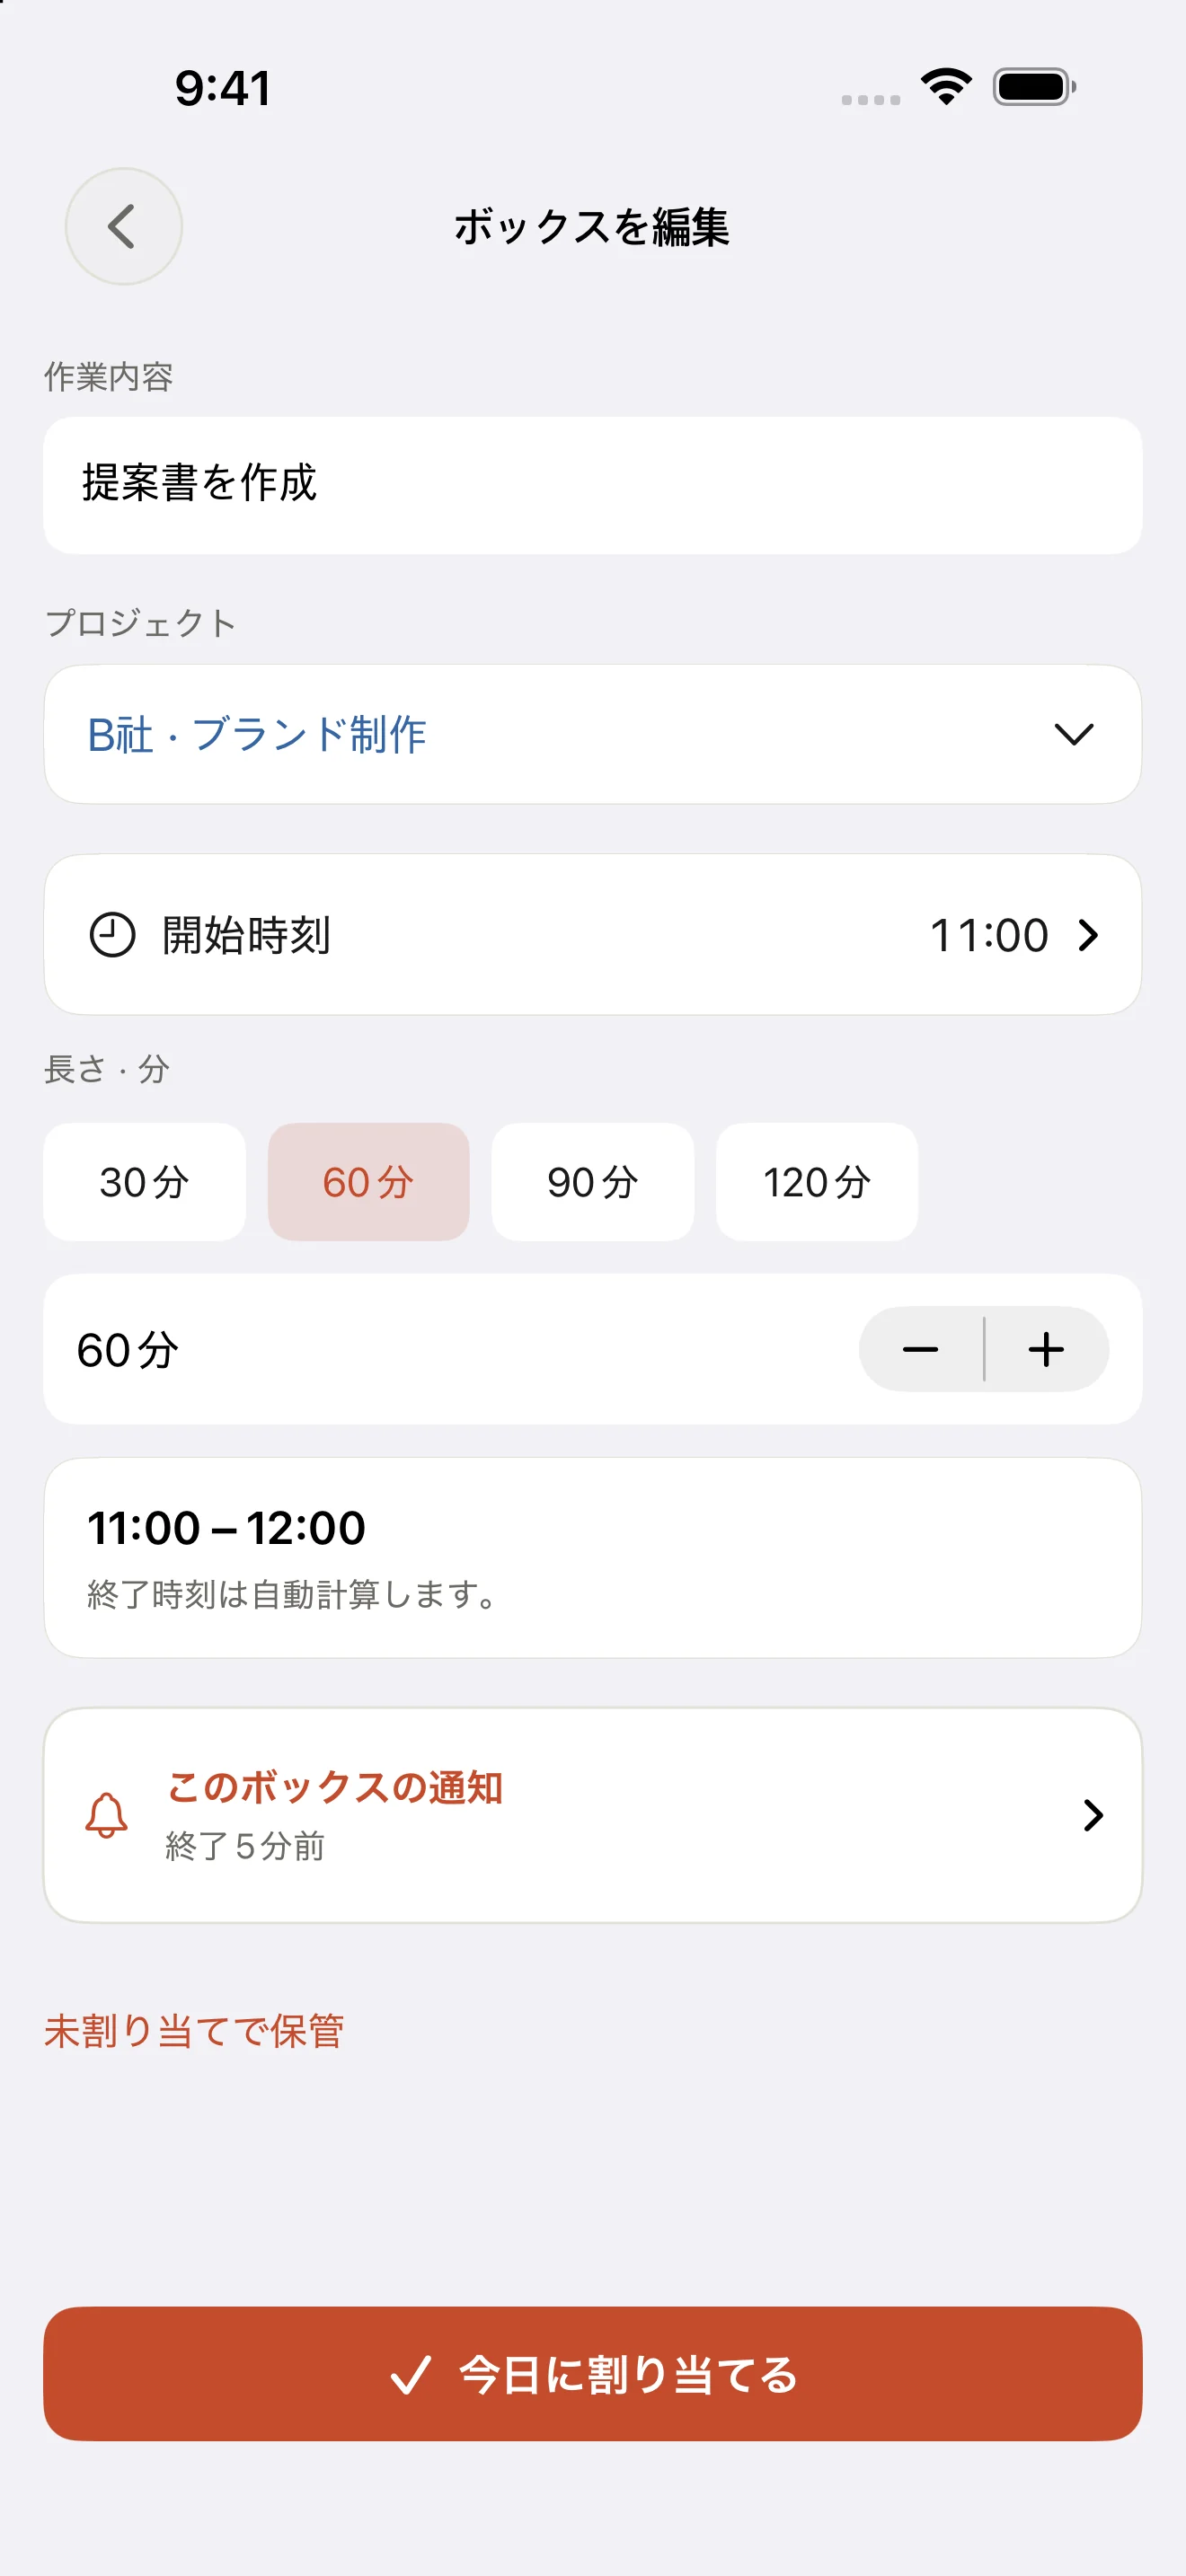 9:41
ボックスを編集
作業内容
提案書を作成
プロジェクト
B社 · ブランド制作
開始時刻 11:00
長さ · 分
30分 60分 90分 120分
60分
11:00 – 12:00
終了時刻は自動計算します。
このボックスの通知
終了5分前
未割り当てで保管
今日に割り当てる